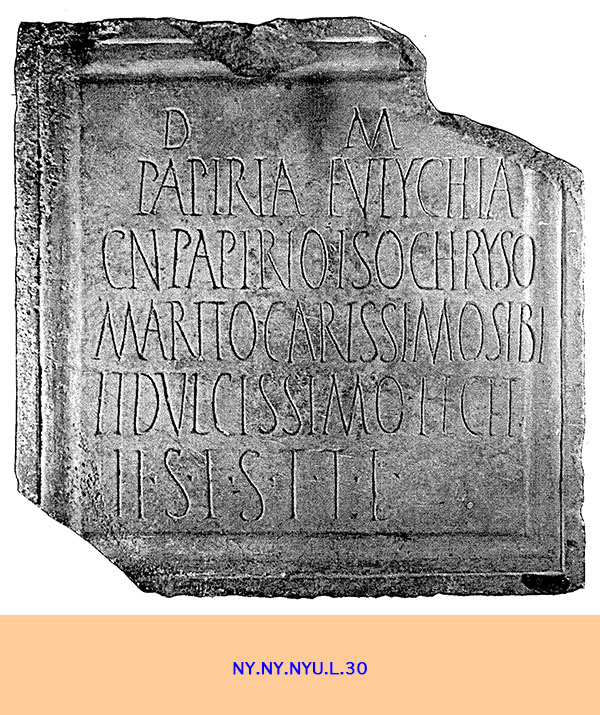 D M
PAPIRIA EVTYCHIA
CN·PAPIRIO ISOCHRYSO
MARITO CARISSIMO SIBI
ET DVLCISSIMO·FECIT·
H·S·E·S·T·T·L·
NY.NY.NYU.L.30